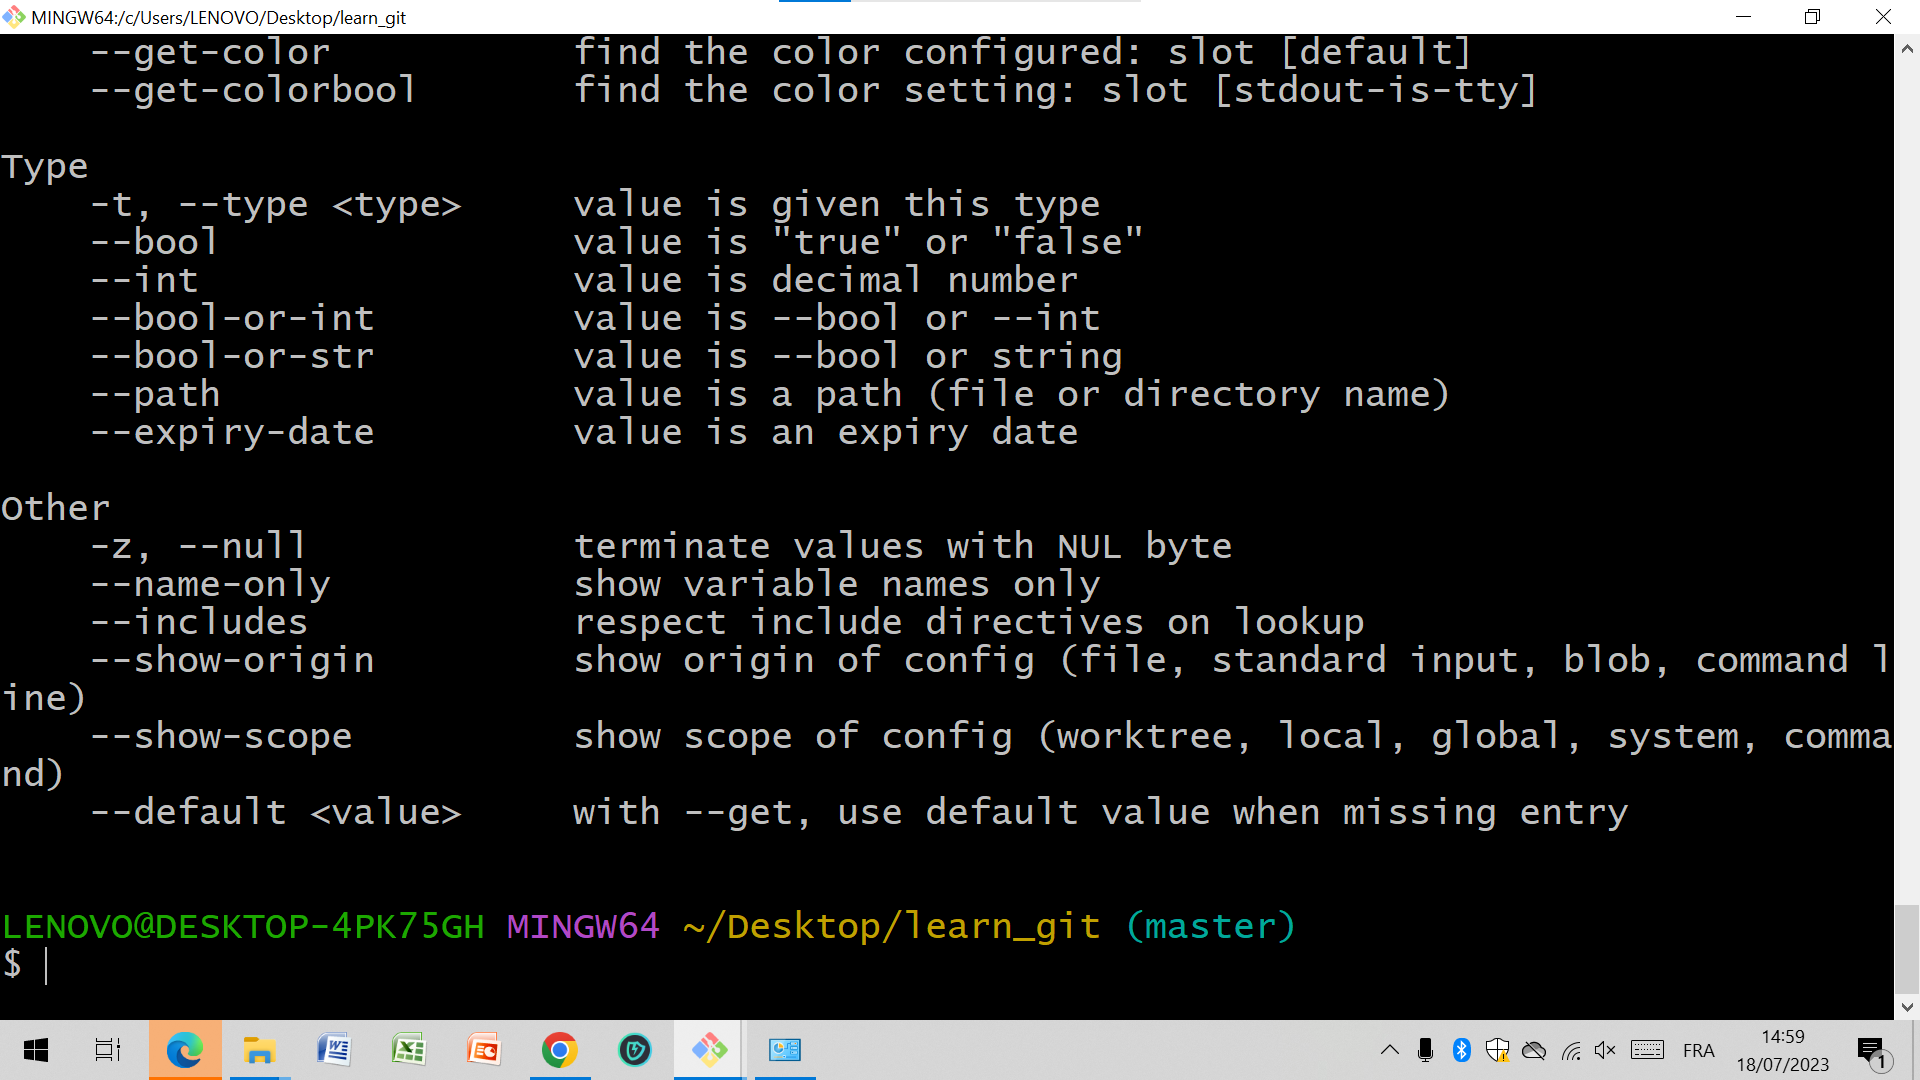 MINGW64:/c/Users/LENOVO/Desktop/learn_git
--get-color find the color configured: slot [default]
--get-colorbool find the color setting: slot [stdout-is-tty]
Type
-t, --type <type> value is given this type
--bool value is "true" or "false"
--int value is decimal number
--bool-or-int value is --bool or --int
--bool-or-str value is --bool or string
--path value is a path (file or directory name)
--expiry-date value is an expiry date
Other
-z, --null terminate values with NUL byte
--name-only show variable names only
--includes respect include directives on lookup
--show-origin show origin of config (file, standard input, blob, command l
ine)
--show-scope show scope of config (worktree, local, global, system, comma
nd)
--default <value> with --get, use default value when missing entry
LENOVO@DESKTOP-4PK75GH MINGW64 ~/Desktop/learn_git (master)
$
FRA
14:59
18/07/2023
1